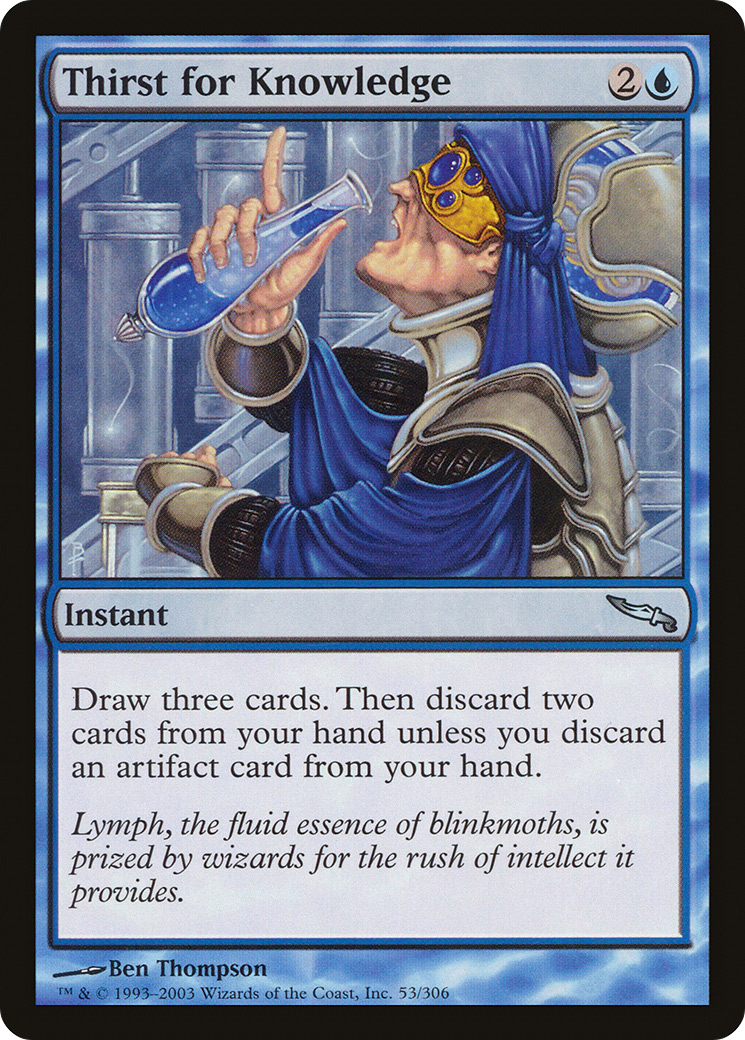 Thirst for Knowledge 2
Instant
Draw three cards. Then discard two
cards from your hand unless you discard
an artifact card from your hand.
Lymph, the fluid essence of blinkmoths, is
prized by wizards for the rush of intellect it
provides.
Ben Thompson
™ & © 1993–2003 Wizards of the Coast, Inc. 53/306